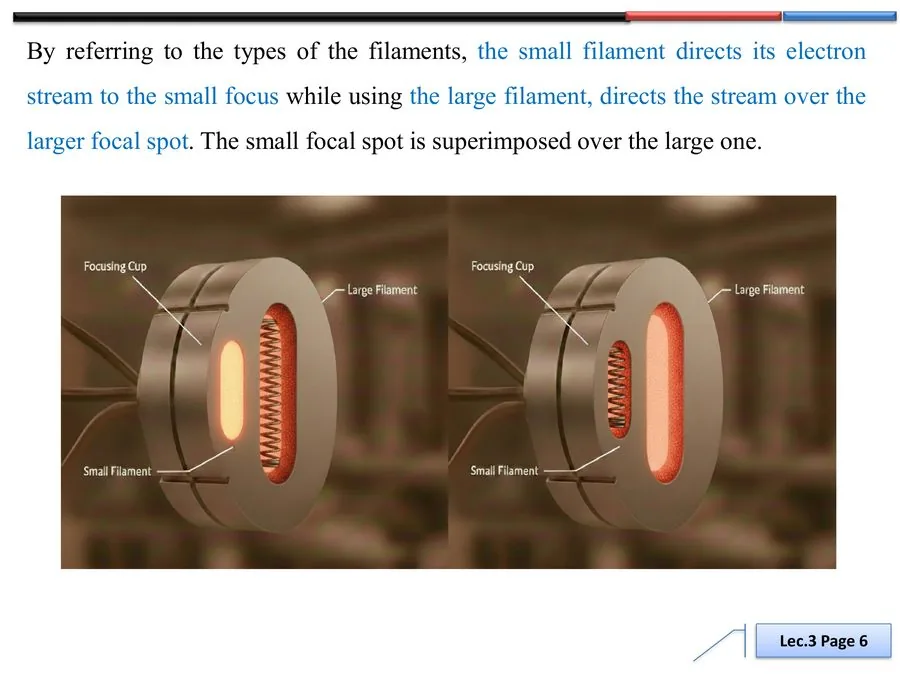 By referring to the types of the filaments, the small filament directs its electron
stream to the small focus while using the large filament, directs the stream over the
larger focal spot. The small focal spot is superimposed over the large one.
Focusing Cup
Large Filament
Small Filament
Focusing Cup
Large Filament
Small Filament
Lec.3 Page 6